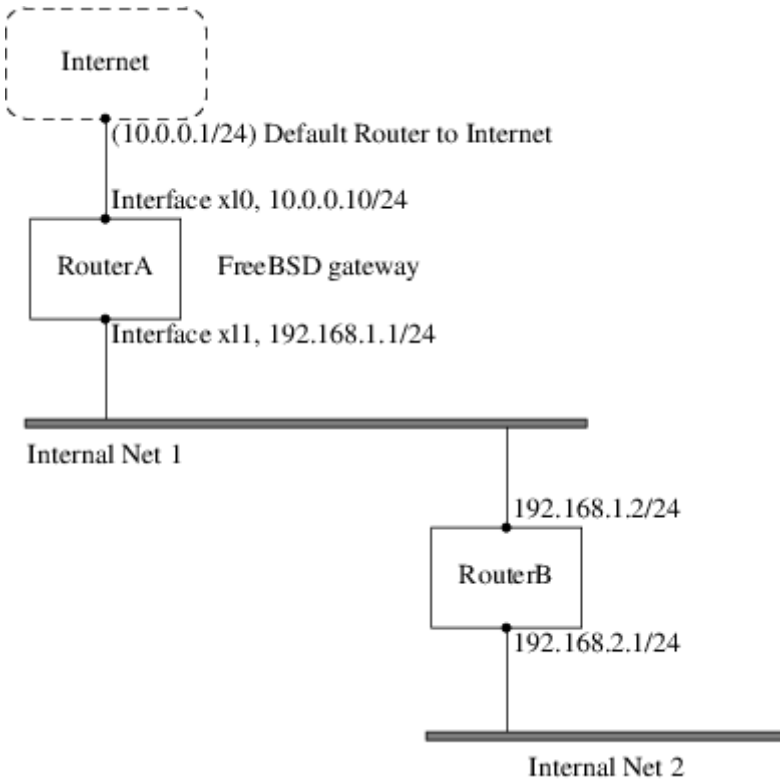 Internet
(10.0.0.1/24) Default Router to Internet
Interface xl0, 10.0.0.10/24
RouterA
FreeBSD gateway
Interface xl1, 192.168.1.1/24
Internal Net 1
192.168.1.2/24
RouterB
192.168.2.1/24
Internal Net 2